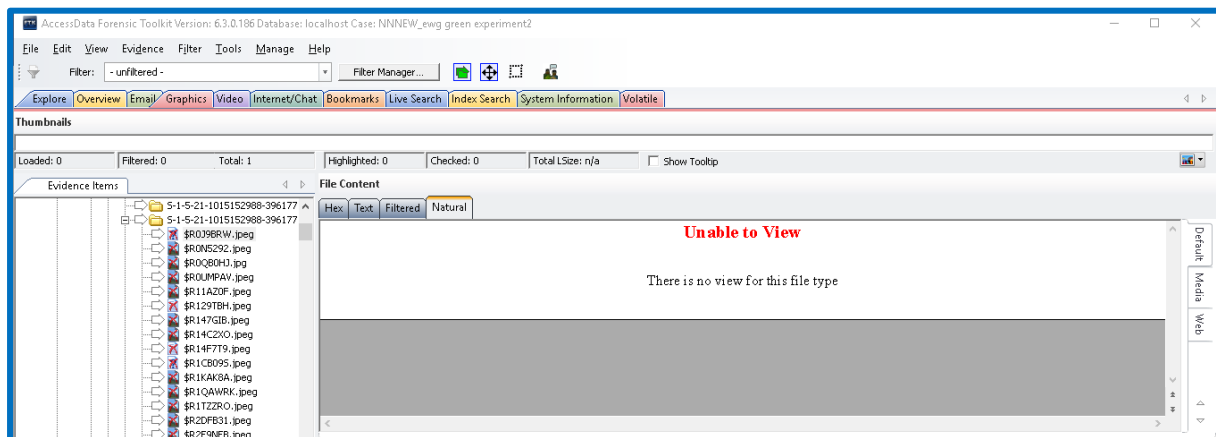 AccessData Forensic Toolkit Version: 6.3.0.186 Database: localhost Case: NNNEW_ewg green experiment2
File Edit View Evidence Filter Tools Manage Help
Filter: - unfiltered - Filter Manager...
Explore Overview Email Graphics Video Internet/Chat Bookmarks Live Search Index Search System Information Volatile
Thumbnails
Loaded: 0 Filtered: 0 Total: 1 Highlighted: 0 Checked: 0 Total LSize: n/a Show Tooltip
Evidence Items
S-1-5-21-1015152988-396177
S-1-5-21-1015152988-396177
$R0J9BRW.jpeg
$R0N5292.jpeg
$R0QB0HJ.jpg
$R0UMPAV.jpeg
$R11AZ0F.jpeg
$R129TBH.jpeg
$R147GIB.jpeg
$R14C2XO.jpeg
$R14F7T9.jpeg
$R1CB09S.jpeg
$R1KAK8A.jpeg
$R1QAWRK.jpeg
$R1TZZRO.jpeg
$R2DFB31.jpeg
$R2E9NFB.jpeg
File Content
Hex Text Filtered Natural
Unable to View
There is no view for this file type
Default
Media
Web